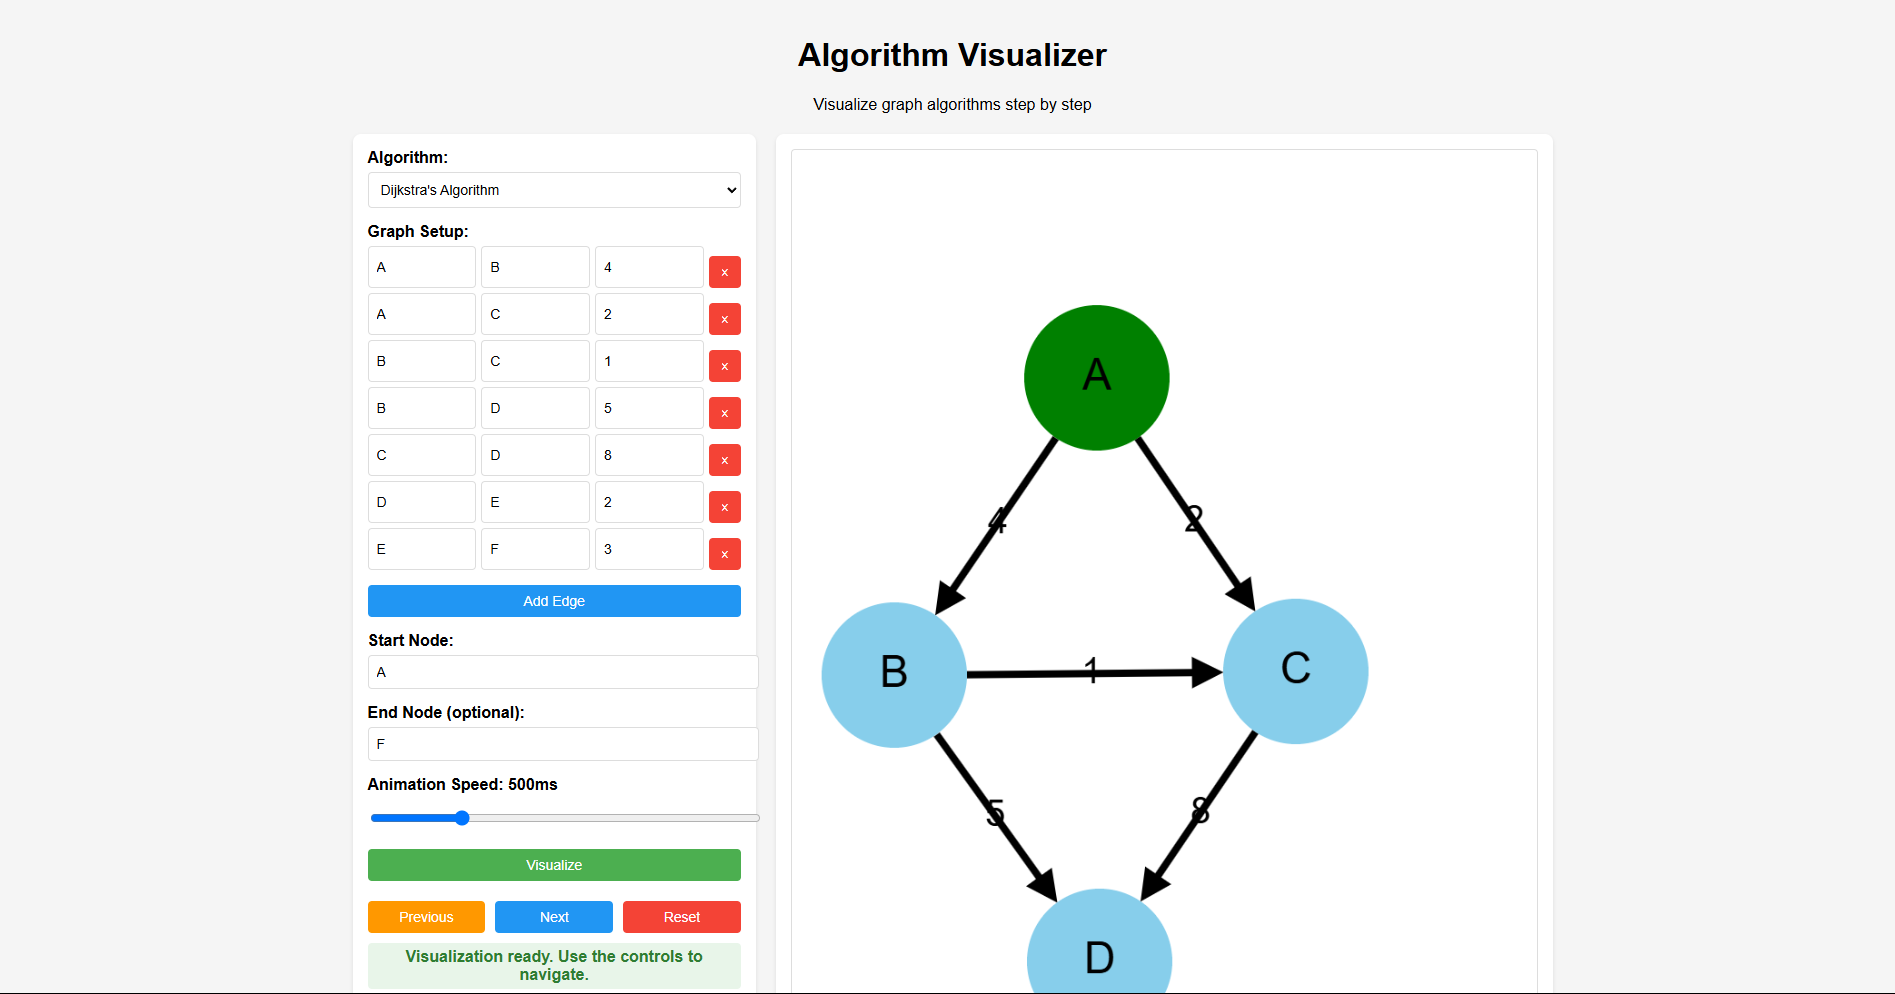 Algorithm Visualizer
Visualize graph algorithms step by step
Algorithm:
Dijkstra's Algorithm
Graph Setup:
A B 4 x
A C 2 x
B C 1 x
B D 5 x
C D 8 x
D E 2 x
E F 3 x
Add Edge
Start Node:
A
End Node (optional):
F
Animation Speed: 500ms
Visualize
Previous Next Reset
Visualization ready. Use the controls to
navigate.
A
4 2
B 1 C
5 8
D